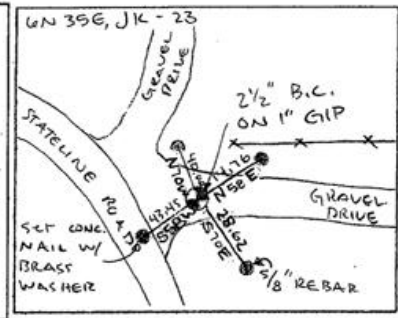 6N 35E, JK - 23
GRAVEL
DRIVE
2½" B.C.
ON 1" GIP
STATELINE ROAD
N70W
14.76
N58E
43.45
S58W
28.62
S70E
GRAVEL
DRIVE
SET CONC.
NAIL W/
BRASS
WASHER
5/8" REBAR